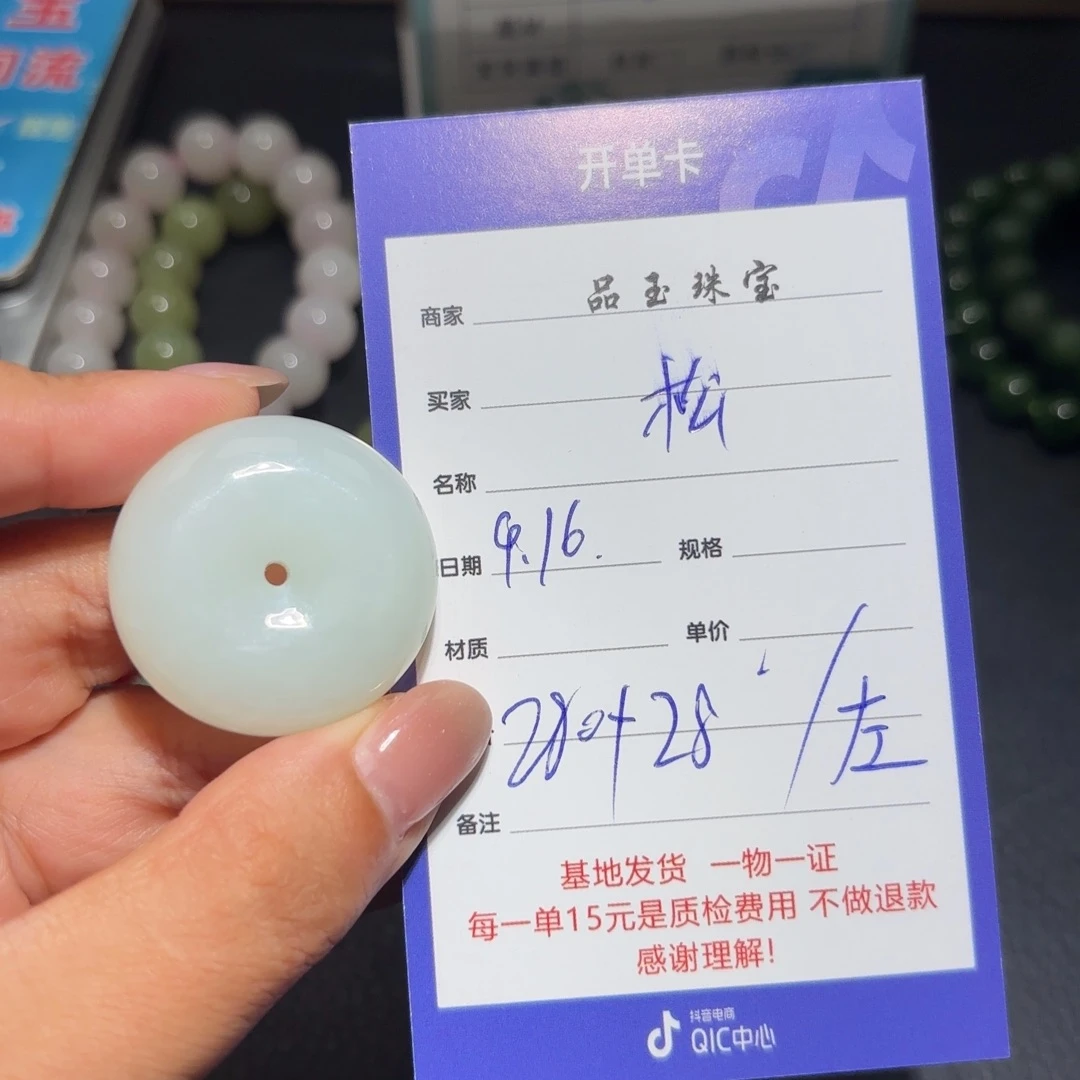 开单卡
商家 品玉珠宝
买家 松
名称
日期 9.16.
规格
材质
单价
280+28 / 左
备注
基地发货 一物一证
每一单15元是质检费用 不做退款
感谢理解!
抖音电商
QIC中心